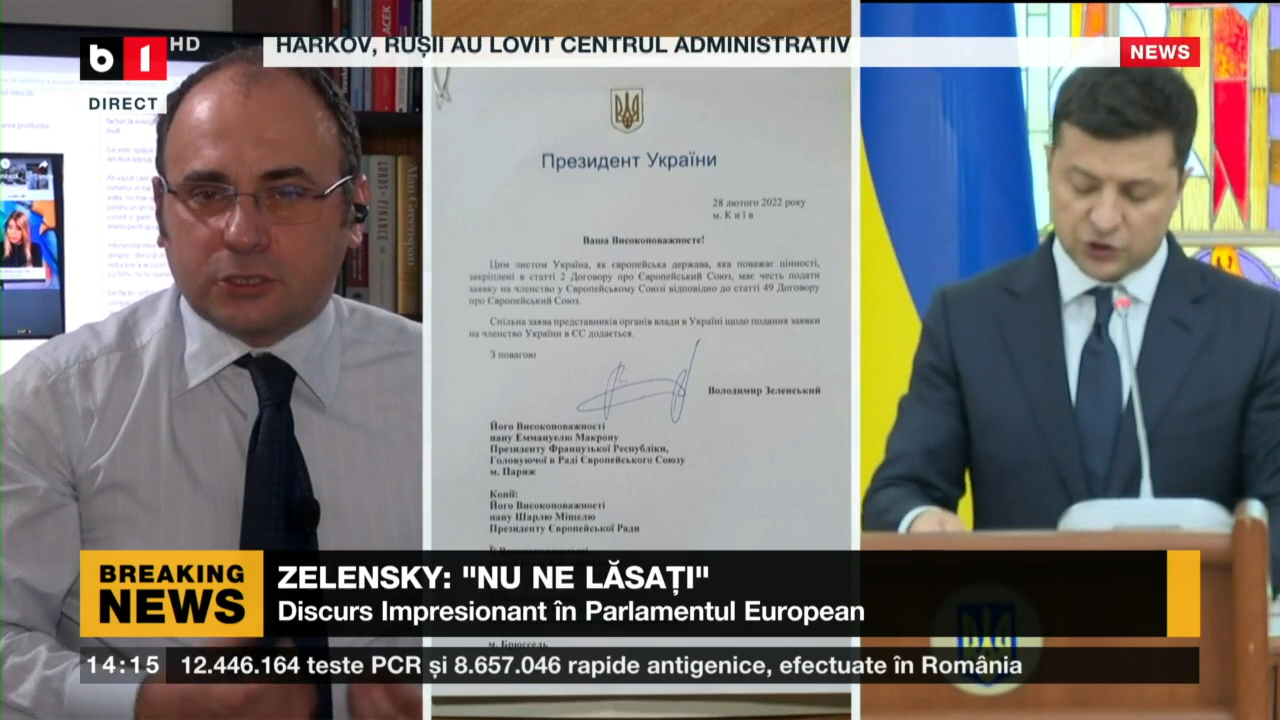 HARKOV, RUȘII AU LOVIT CENTRUL ADMINISTRATIV
b1 HD
NEWS
DIRECT
Президент України
28 лютого 2022 року
м. Київ
Ваша Високоповажносте!
Цим листом Україна, як європейська держава, яка поважає цінності,
закріплені в статті 2 Договору про Європейський Союз, має честь подати
заявку на членство у Європейському Союзі відповідно до статті 49 Договору
про Європейський Союз.
Спільна заява представників органів влади в Україні щодо подання заявки
на членство України в ЄС додається.
З повагою
Володимир Зеленський
Його Високоповажності
пану Еммануелю Макрону
Президенту Французької Республіки,
Головуючої в Раді Європейського Союзу
м. Париж
Копії:
Його Високоповажності
пану Шарлю Мішелю
Президенту Європейської Ради
м. Брюссель
LORDS FINANCE
BREAKING
NEWS
ZELENSKY: "NU NE LĂSAȚI"
Discurs Impresionant în Parlamentul European
14:15 12.446.164 teste PCR și 8.657.046 rapide antigenice, efectuate în România